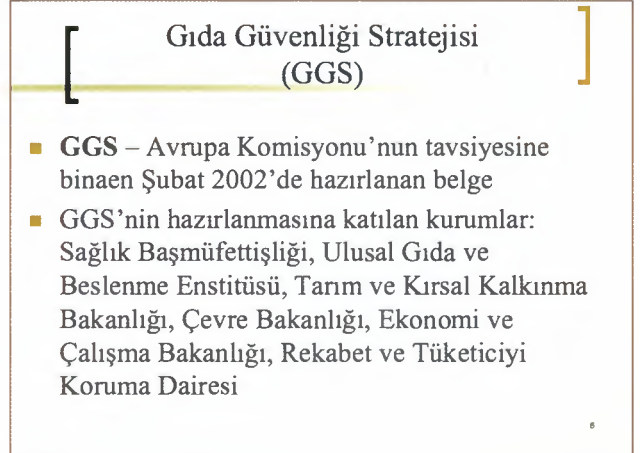 Gıda Güvenliği Stratejisi
(GGS)
GGS – Avrupa Komisyonu'nun tavsiyesine
binaen Şubat 2002'de hazırlanan belge
GGS'nin hazırlanmasına katılan kurumlar:
Sağlık Başmüfettişliği, Ulusal Gıda ve
Beslenme Enstitüsü, Tarım ve Kırsal Kalkınma
Bakanlığı, Çevre Bakanlığı, Ekonomi ve
Çalışma Bakanlığı, Rekabet ve Tüketiciyi
Koruma Dairesi
6